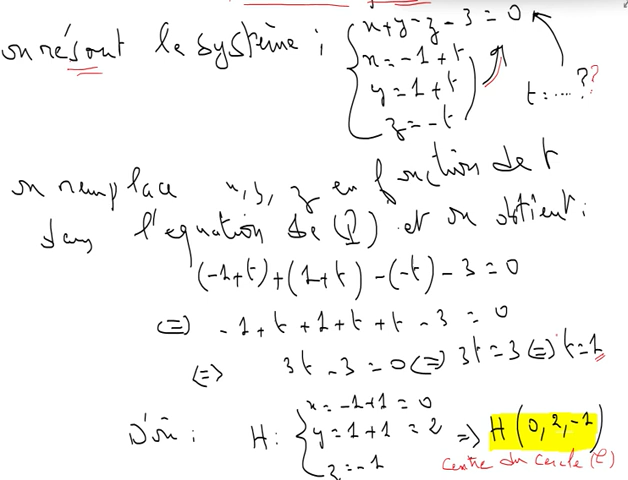 on résout le système : { x+y-z-3=0
x=-1+t
y=1+t
z=-t
t=....??
on remplace x, y, z en fonction de t
dans l'equation de (P) et on obtient :
(-1+t)+(1+t)-(-t)-3=0
⇔ -1+t+1+t+t-3=0
⇔ 3t-3=0 ⇔ 3t=3 ⇔ t=1
D'où : H : { x=-1+1=0
y=1+1=2 ⇒ H(0,2,-1)
z=-1
centre du cercle (C)